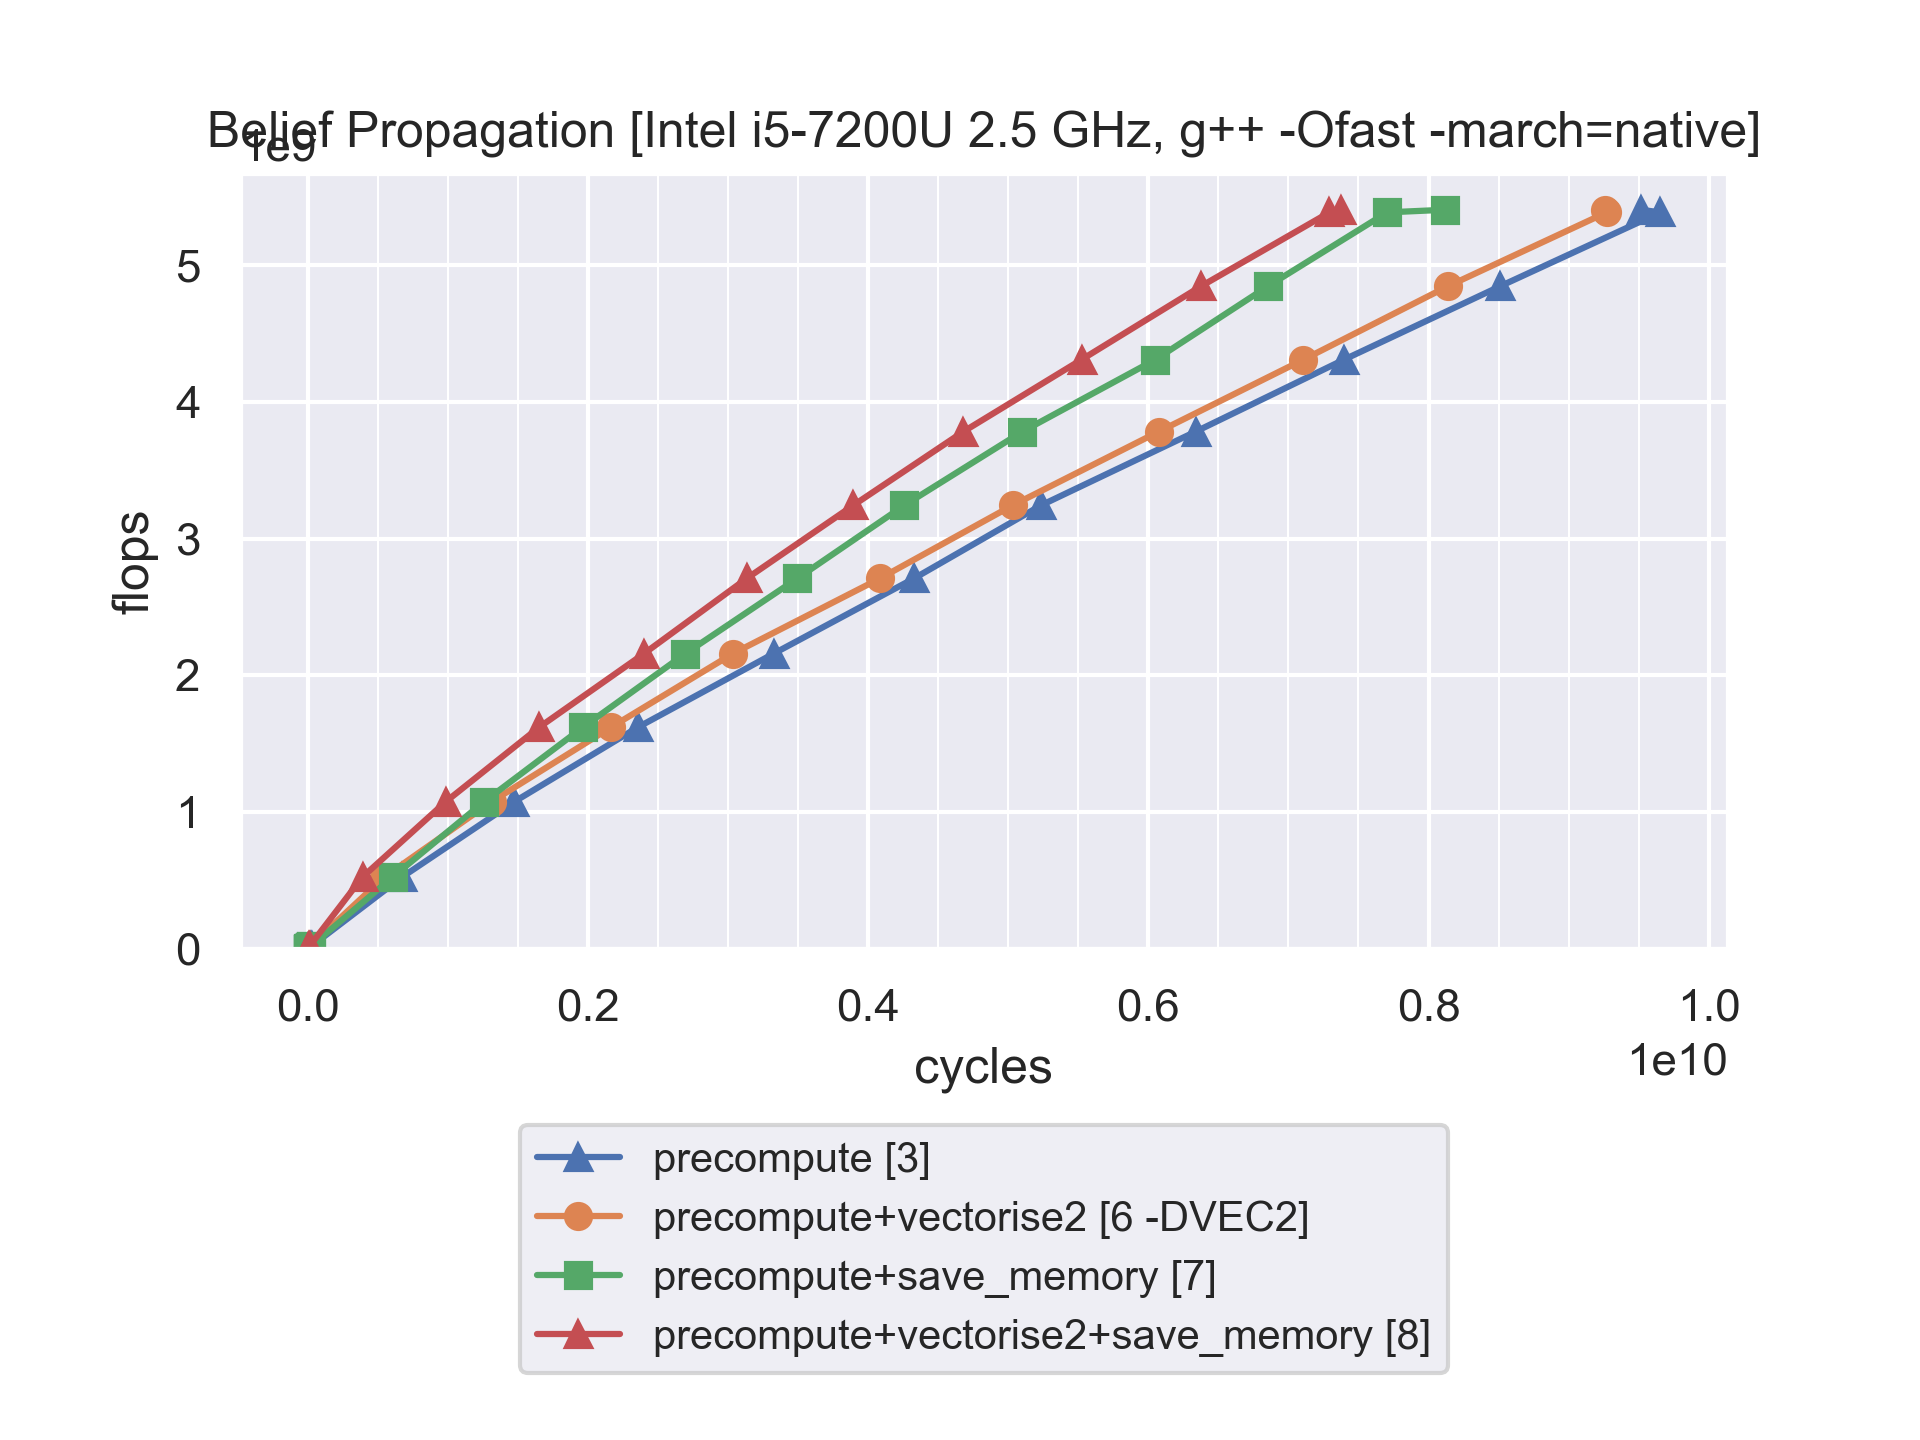 Belief Propagation [Intel i5-7200U 2.5 GHz, g++ -Ofast -march=native]
1e9
5
4
3
2
1
0
flops
0.0 0.2 0.4 0.6 0.8 1.0
1e10
cycles
precompute [3]
precompute+vectorise2 [6 -DVEC2]
precompute+save_memory [7]
precompute+vectorise2+save_memory [8]